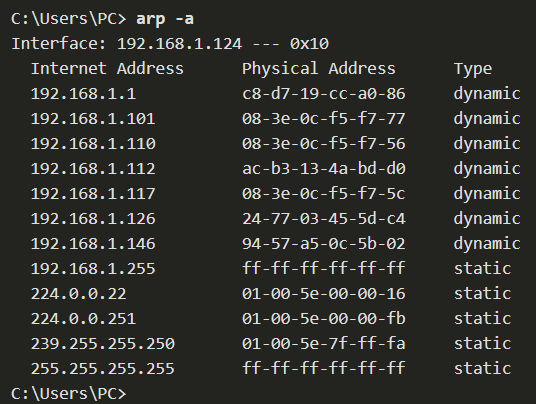 C:\Users\PC> arp -a
Interface: 192.168.1.124 --- 0x10
Internet Address Physical Address Type
192.168.1.1 c8-d7-19-cc-a0-86 dynamic
192.168.1.101 08-3e-0c-f5-f7-77 dynamic
192.168.1.110 08-3e-0c-f5-f7-56 dynamic
192.168.1.112 ac-b3-13-4a-bd-d0 dynamic
192.168.1.117 08-3e-0c-f5-f7-5c dynamic
192.168.1.126 24-77-03-45-5d-c4 dynamic
192.168.1.146 94-57-a5-0c-5b-02 dynamic
192.168.1.255 ff-ff-ff-ff-ff-ff static
224.0.0.22 01-00-5e-00-00-16 static
224.0.0.251 01-00-5e-00-00-fb static
239.255.255.250 01-00-5e-7f-ff-fa static
255.255.255.255 ff-ff-ff-ff-ff-ff static
C:\Users\PC>